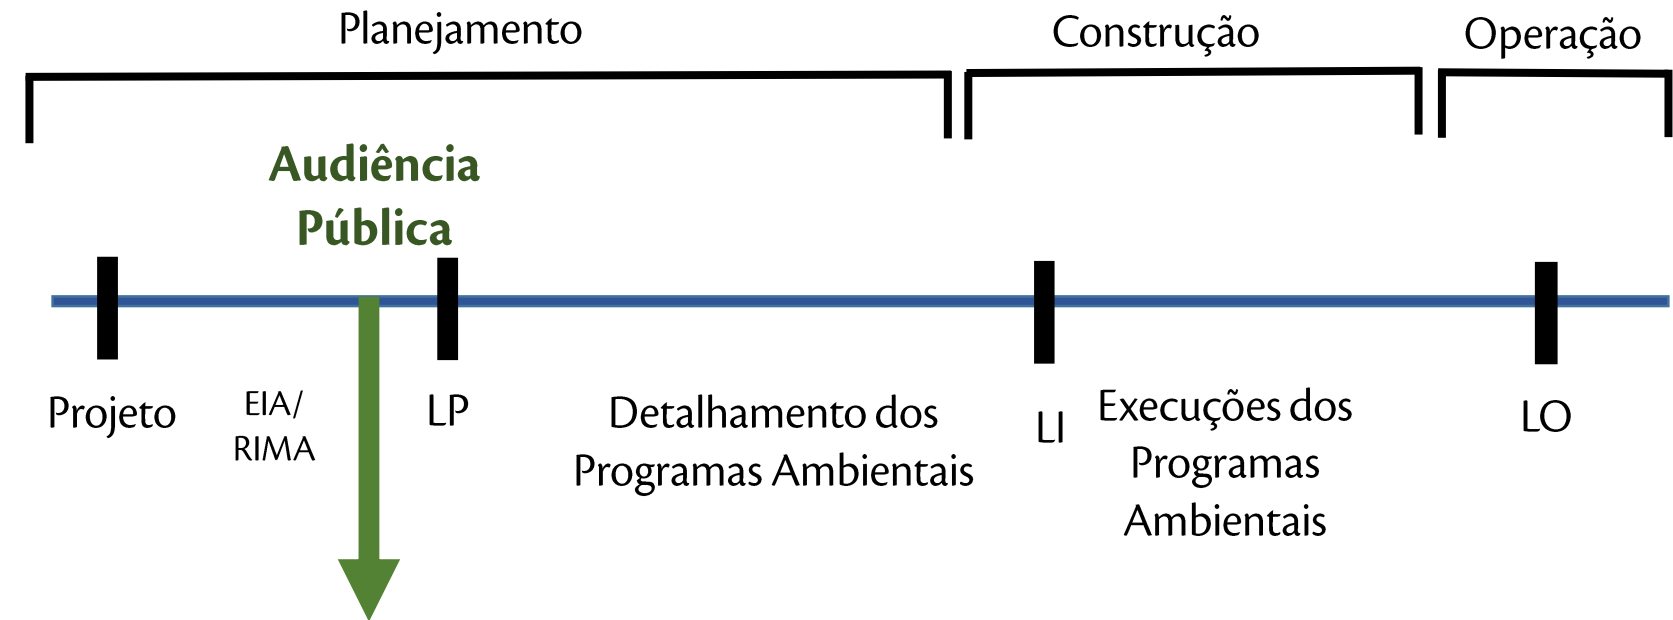 Planejamento
Construção
Operação
Audiência
Pública
Projeto
EIA/
RIMA
LP
Detalhamento dos
Programas Ambientais
LI
Execuções dos
Programas
Ambientais
LO